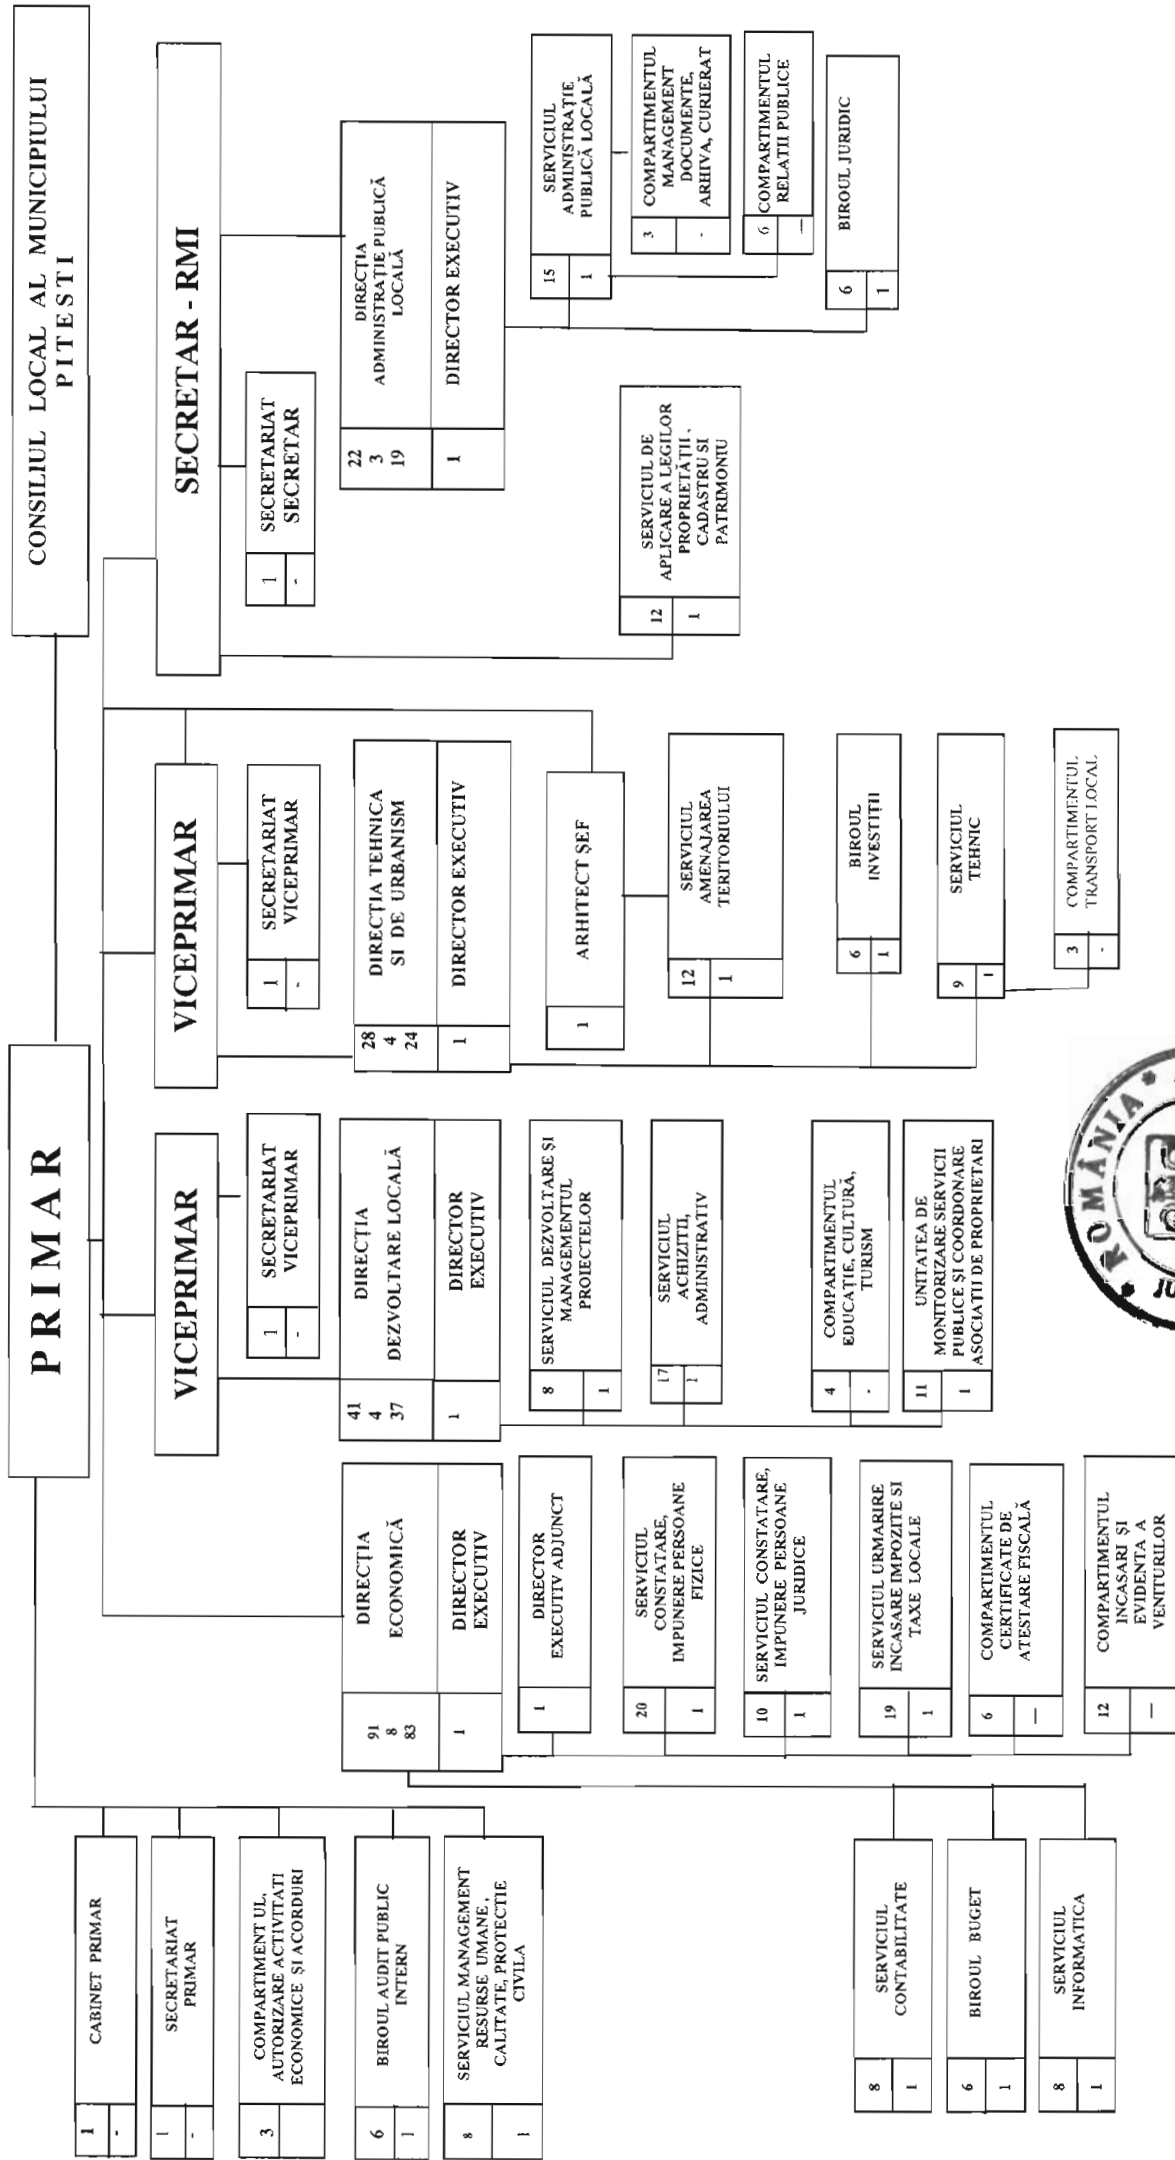 CONSILIUL LOCAL AL MUNICIPIULUI
PITESTI
PRIMAR
SECRETAR - RMI
VICEPRIMAR
VICEPRIMAR
1
-
CABINET PRIMAR
1
-
SECRETARIAT
PRIMAR
3
COMPARTIMENT UL,
AUTORIZARE ACTIVITATI
ECONOMICE ȘI ACORDURI
6
1
BIROUL AUDIT PUBLIC
INTERN
8
1
SERVICIUL MANAGEMENT
RESURSE UMANE ,
CALITATE, PROTECTIE
CIVILA
91
8
83
DIRECȚIA
ECONOMICĂ
1
DIRECTOR
EXECUTIV
1
DIRECTOR
EXECUTIV ADJUNCT
20
1
SERVICIUL
CONSTATARE,
IMPUNERE PERSOANE
FIZICE
10
1
SERVICIUL CONSTATARE,
IMPUNERE PERSOANE
JURIDICE
19
1
SERVICIUL URMARIRE
INCASARE IMPOZITE SI
TAXE LOCALE
6
—
COMPARTIMENTUL
CERTIFICATE DE
ATESTARE FISCALĂ
12
—
COMPARTIMENTUL
INCASARI ȘI
EVIDENTA A
VENITURILOR
8
1
SERVICIUL
CONTABILITATE
6
1
BIROUL BUGET
8
1
SERVICIUL
INFORMATICA
1
-
SECRETARIAT
VICEPRIMAR
41
4
37
DIRECȚIA
DEZVOLTARE LOCALĂ
1
DIRECTOR
EXECUTIV
8
1
SERVICIUL DEZVOLTARE ȘI
MANAGEMENTUL
PROIECTELOR
17
1
SERVICIUL
ACHIZITII,
ADMINISTRATIV
4
-
COMPARTIMENTUL
EDUCAȚIE, CULTURĂ,
TURISM
11
1
UNITATEA DE
MONITORIZARE SERVICII
PUBLICE ȘI COORDONARE
ASOCIAȚII DE PROPRIETARI
1
-
SECRETARIAT
VICEPRIMAR
28
4
24
DIRECȚIA TEHNICA
SI DE URBANISM
1
DIRECTOR EXECUTIV
1
ARHITECT ȘEF
12
1
SERVICIUL
AMENAJAREA
TERITORIULUI
6
1
BIROUL
INVESTIȚII
9
1
SERVICIUL
TEHNIC
3
-
COMPARTIMENTUL
TRANSPORT LOCAL
1
-
SECRETARIAT
SECRETAR
22
3
19
DIRECȚIA
ADMINISTRAȚIE PUBLICĂ
LOCALĂ
1
DIRECTOR EXECUTIV
12
1
SERVICIUL DE
APLICARE A LEGILOR
PROPRIETĂȚII ,
CADASTRU SI
PATRIMONIU
15
1
SERVICIUL
ADMINISTRAȚIE
PUBLICĂ LOCALĂ
3
-
COMPARTIMENTUL
MANAGEMENT
DOCUMENTE,
ARHIVA, CURIERAT
6
—
COMPARTIMENTUL
RELATII PUBLICE
6
1
BIROUL JURIDIC
ROMÂNIA